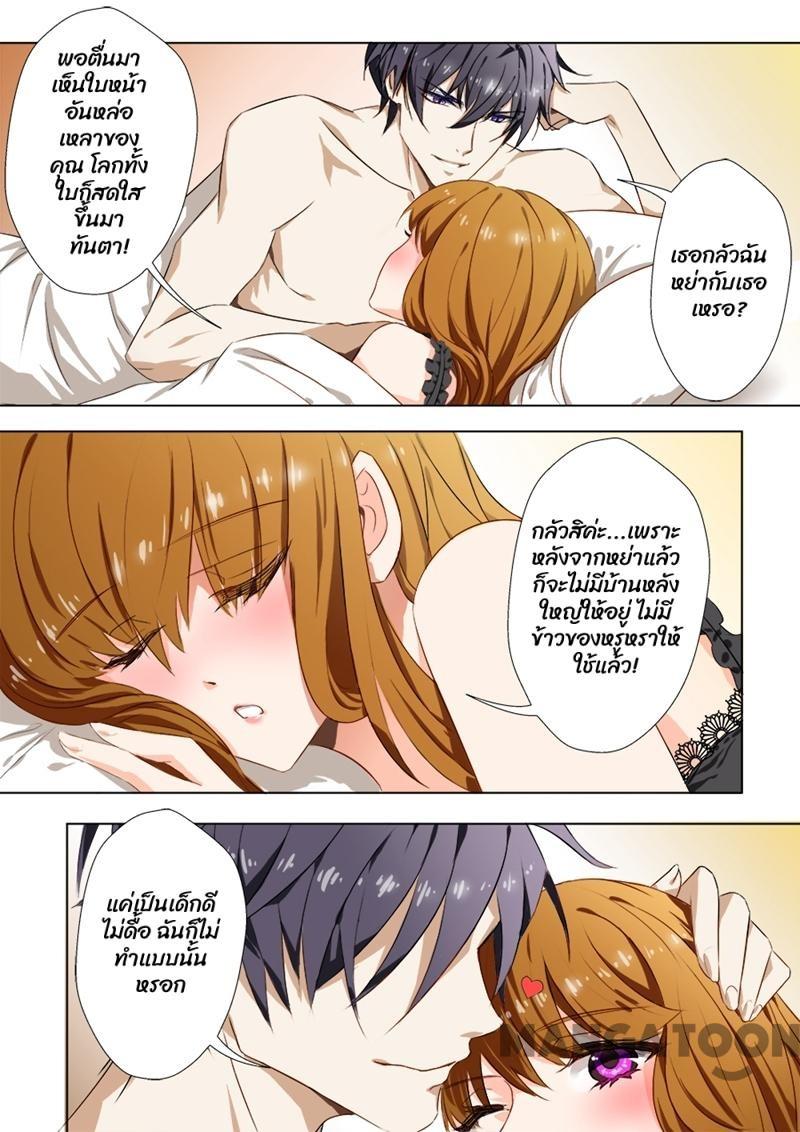 พอตื่นมา
เห็นใบหน้า
อันหล่อ
เหลาของ
คุณ โลกทั้ง
ใบก็สดใส
ขึ้นมา
ทันตา!
เธอกลัวฉัน
หย่ากับเธอ
เหรอ?
กลัวสิค่ะ...เพราะ
หลังจากหย่าแล้ว
ก็จะไม่มีบ้านหลัง
ใหญ่ให้อยู่ ไม่มี
ข้าวของหรูหราให้
ใช้แล้ว!
แค่เป็นเด็กดี
ไม่ดื้อ ฉันก็ไม่
ทำแบบนั้น
หรอก
MANGATOON